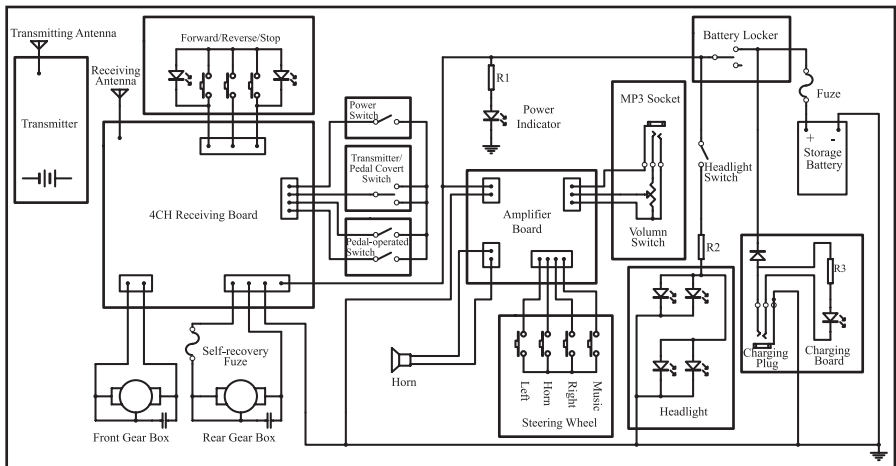 Transmitting Antenna
Forward/Reverse/Stop
Battery Locker
Receiving
Antenna
R1
MP3 Socket
Fuze
Transmitter
Power
Switch
Power
Indicator
+ -
Storage
Battery
Transmitter/
Pedal Covert
Switch
Headlight
Switch
4CH Receiving Board
Amplifier
Board
Volumn
Switch
Pedal-operated
Switch
R2
R3
Self-recovery
Fuze
Horn
Left
Horn
Right
Music
Charging
Plug
Charging
Board
Headlight
Steering Wheel
Front Gear Box
Rear Gear Box